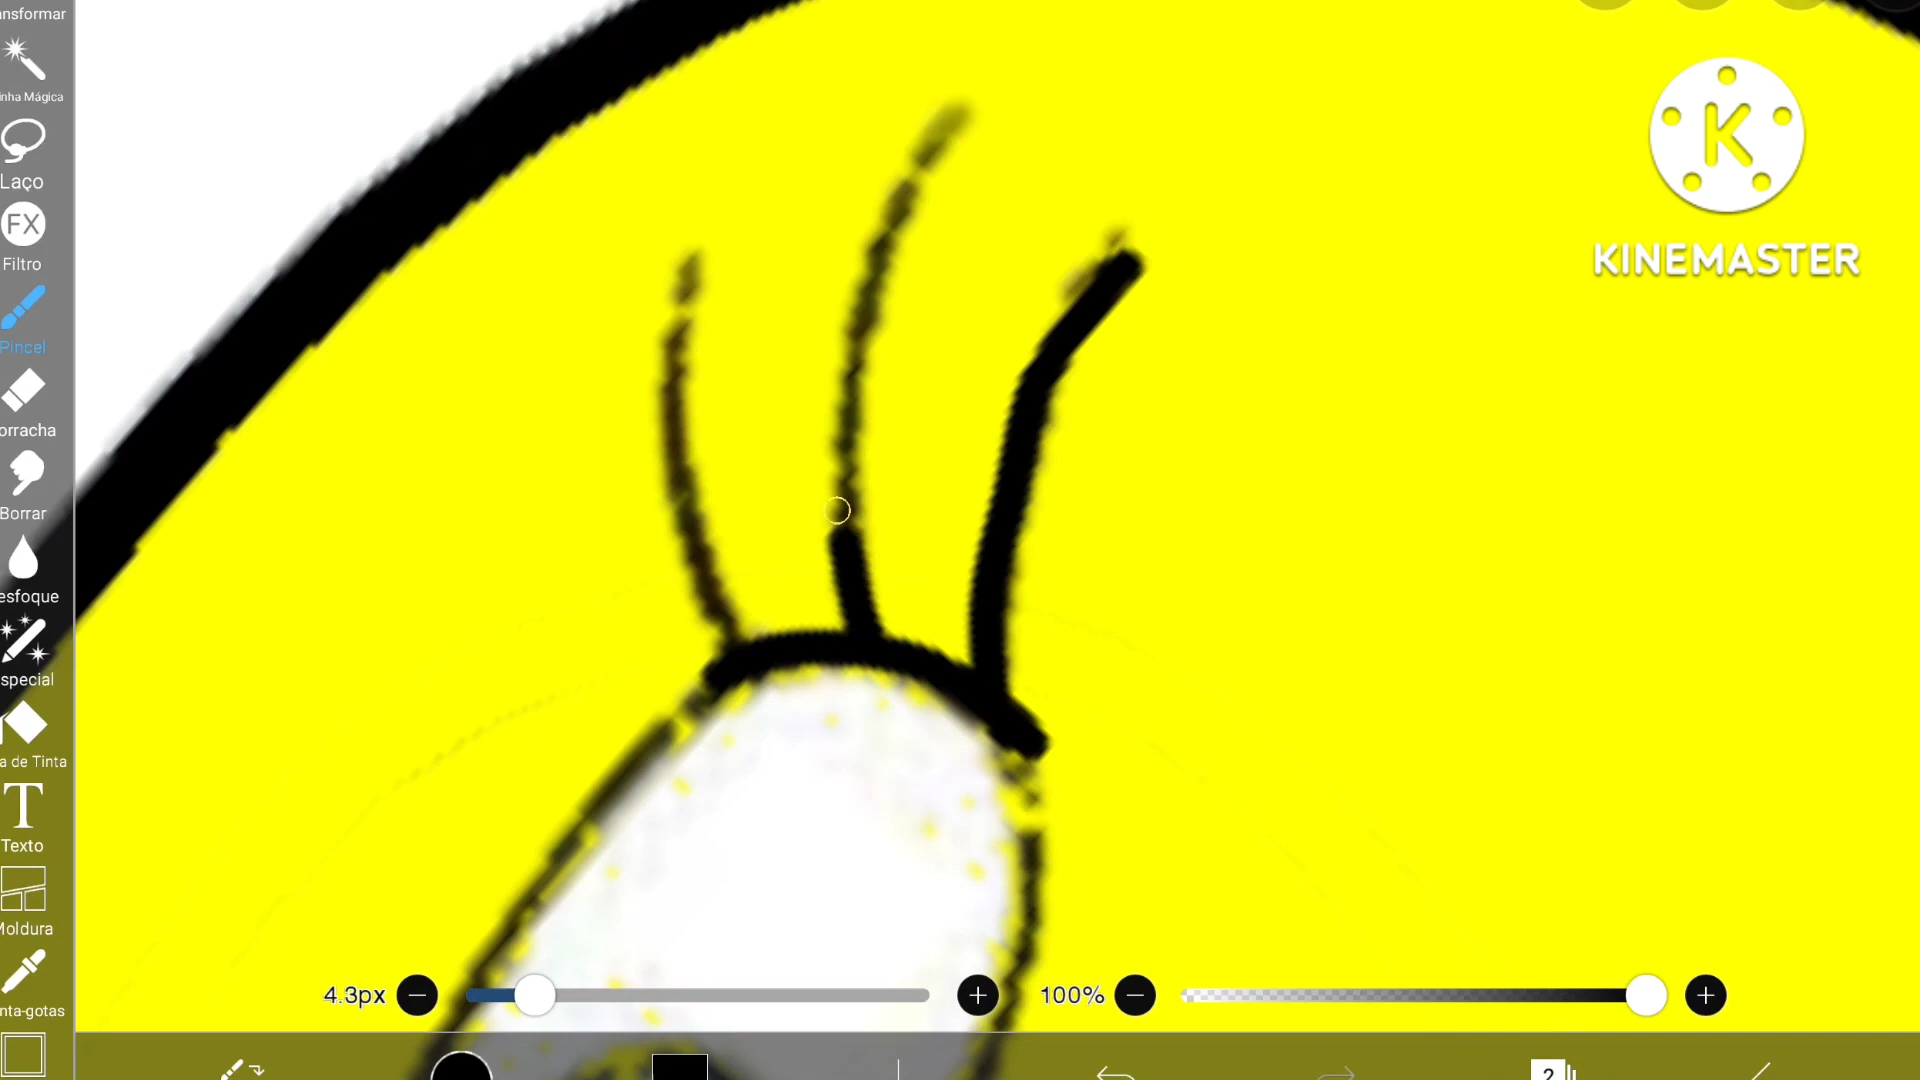 ansformar
inha Mágica
Laço
FX
Filtro
Pincel
orracha
Borrar
esfoque
special
a de Tinta
T
Texto
Moldura
nta-gotas
K
KINEMASTER
4.3px
100%
2